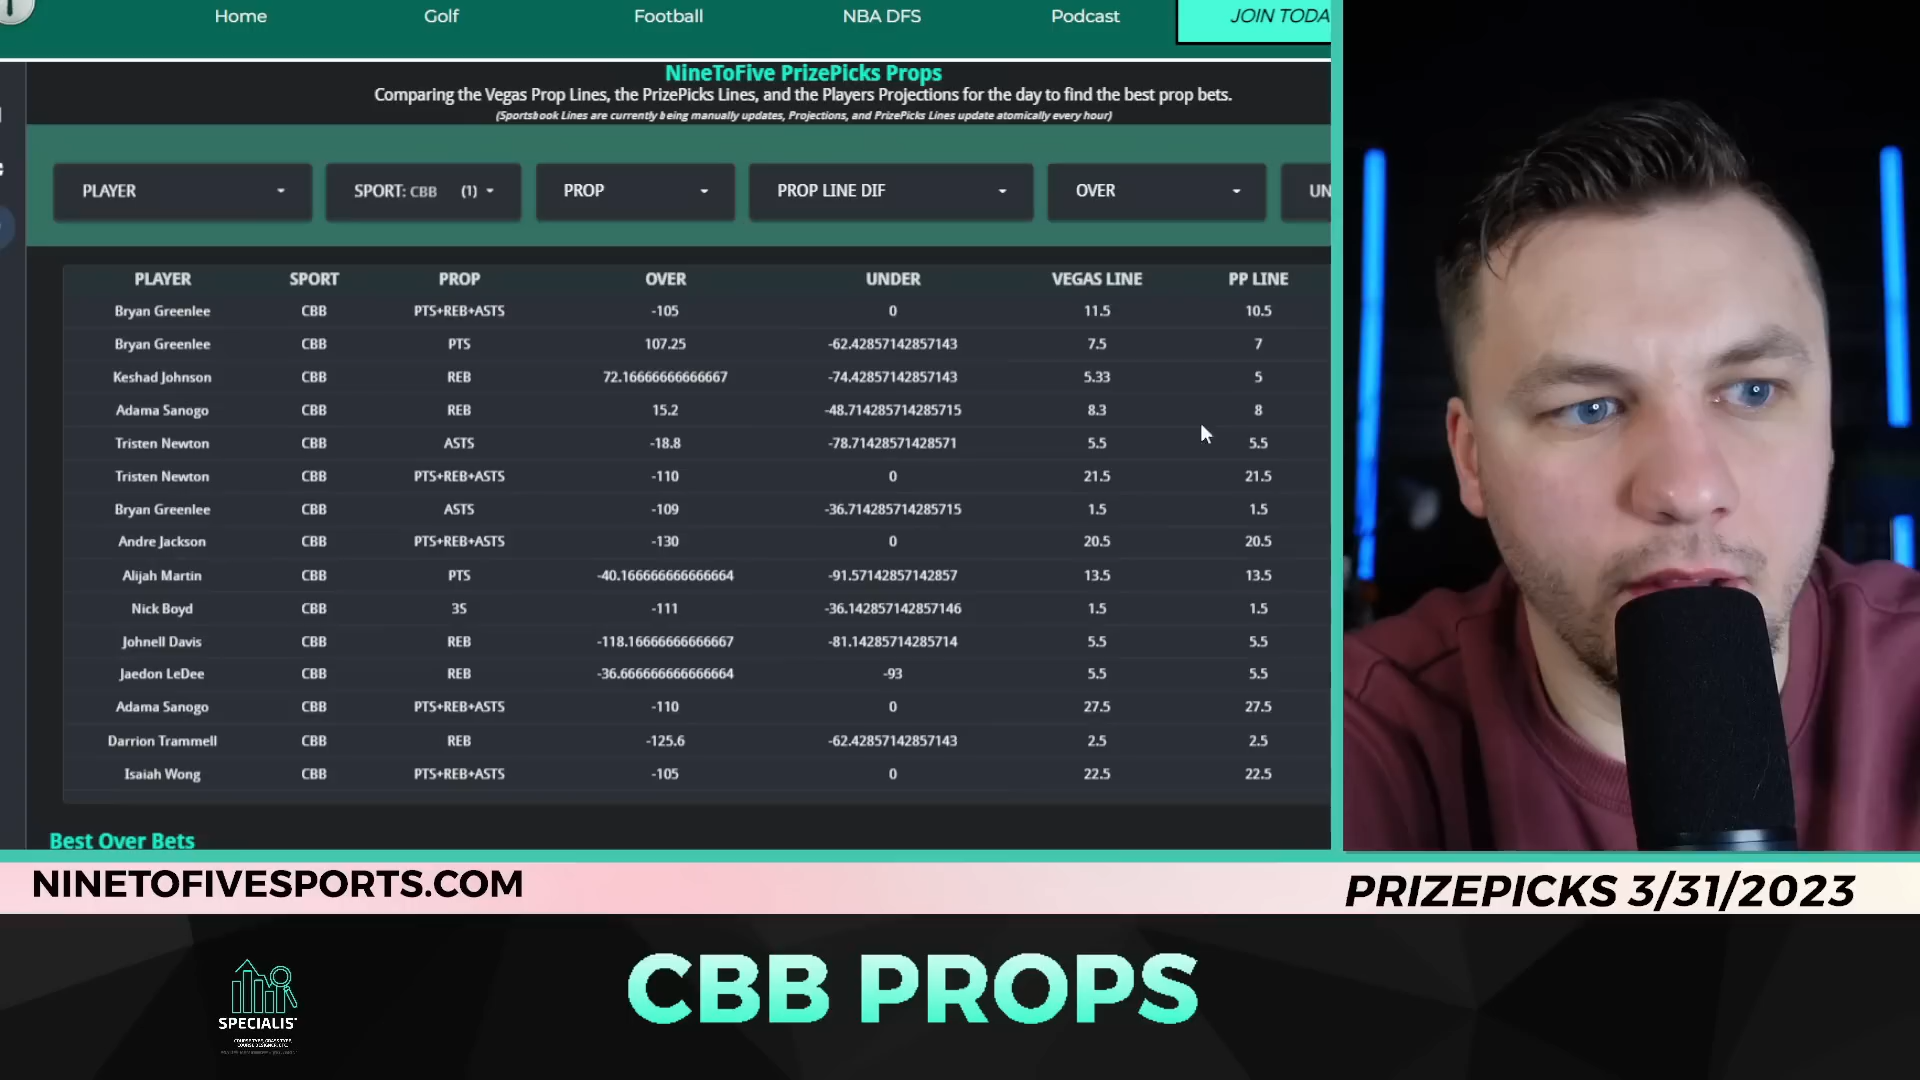 Home Golf Football NBA DFS Podcast JOIN TODA
NineToFive PrizePicks Props
Comparing the Vegas Prop Lines, the PrizePicks Lines, and the Players Projections for the day to find the best prop bets.
(Sportsbook Lines are currently being manually updates, Projections, and PrizePicks Lines update atomically every hour)
PLAYER SPORT: CBB (1) PROP PROP LINE DIF OVER UN
PLAYER SPORT PROP OVER UNDER VEGAS LINE PP LINE
Bryan Greenlee CBB PTS+REB+ASTS -105 0 11.5 10.5
Bryan Greenlee CBB PTS 107.25 -62.42857142857143 7.5 7
Keshad Johnson CBB REB 72.16666666666667 -74.42857142857143 5.33 5
Adama Sanogo CBB REB 15.2 -48.714285714285715 8.3 8
Tristen Newton CBB ASTS -18.8 -78.71428571428571 5.5 5.5
Tristen Newton CBB PTS+REB+ASTS -110 0 21.5 21.5
Bryan Greenlee CBB ASTS -109 -36.714285714285715 1.5 1.5
Andre Jackson CBB PTS+REB+ASTS -130 0 20.5 20.5
Alijah Martin CBB PTS -40.166666666666664 -91.57142857142857 13.5 13.5
Nick Boyd CBB 3S -111 -36.142857142857146 1.5 1.5
Johnell Davis CBB REB -118.16666666666667 -81.14285714285714 5.5 5.5
Jaedon LeDee CBB REB -36.666666666666664 -93 5.5 5.5
Adama Sanogo CBB PTS+REB+ASTS -110 0 27.5 27.5
Darrion Trammell CBB REB -125.6 -62.42857142857143 2.5 2.5
Isaiah Wong CBB PTS+REB+ASTS -105 0 22.5 22.5
Best Over Bets
NINETOFIVESPORTS.COM
PRIZEPICKS 3/31/2023
CBB PROPS
SPECIALIST
COURSE TYPE, GRASS TYPE,
COURSE DESIGNER, ETC.